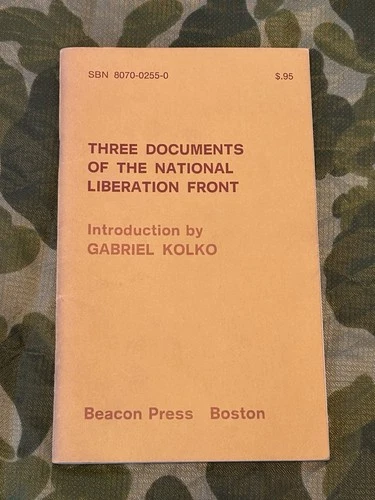 SBN 8070-0255-0 $.95
THREE DOCUMENTS
OF THE NATIONAL
LIBERATION FRONT
Introduction by
GABRIEL KOLKO
Beacon Press Boston